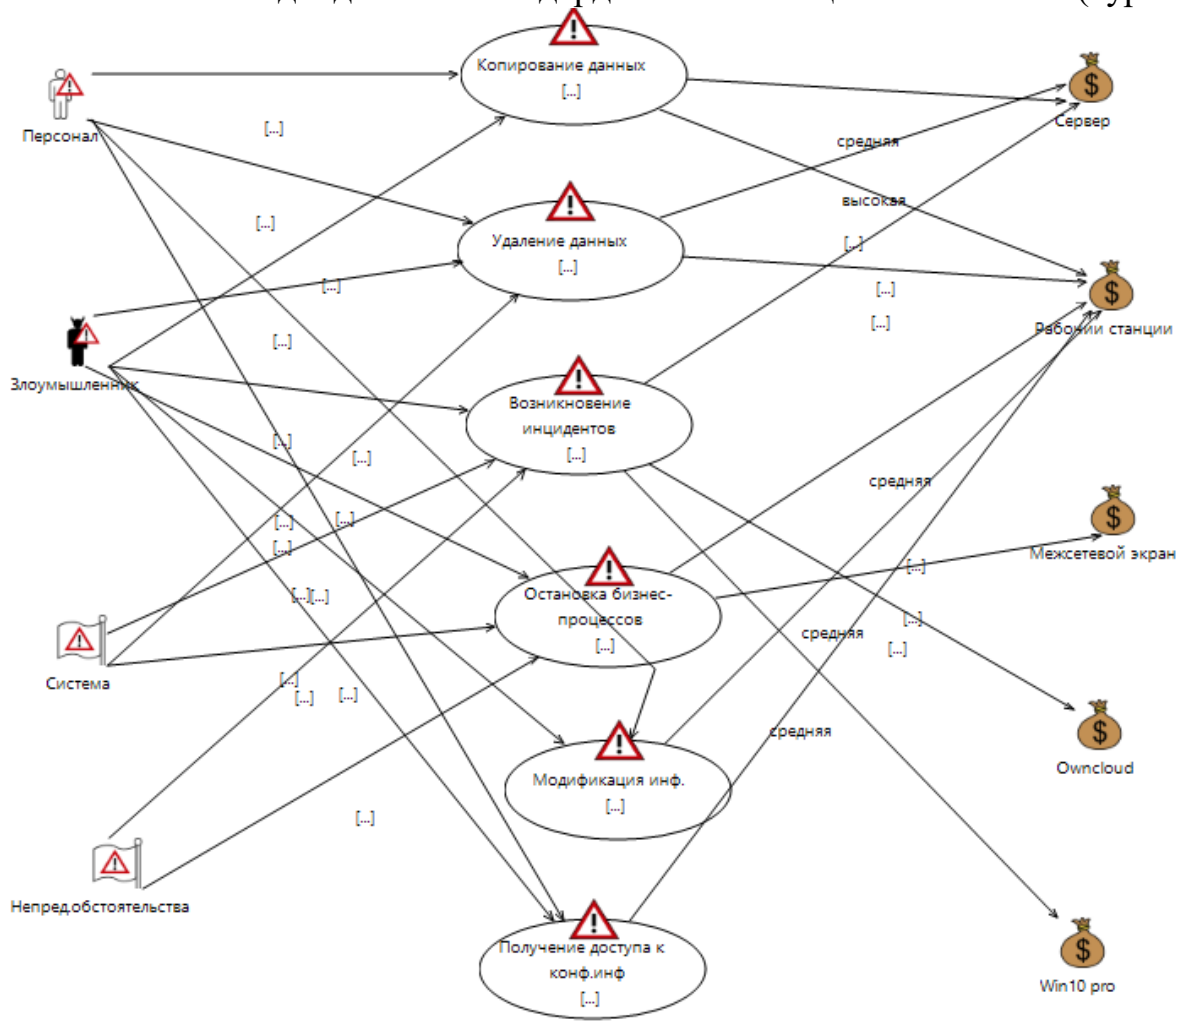 Копирование данных
[...]
Персонал
[...]
Сервер
средняя
высокая
[...]
Удаление данных
[...]
[...]
[...]
[...]
[...]
Рабонии станции
[...]
Злоумышленник
Возникновение
инцидентов
[...]
[...]
[...]
средняя
[...]
[...]
[...]
Межсетевой экран
[...]
Остановка бизнес-
процессов
[...]
[...][...]
[...]
средняя
[...]
Система
[...]
[...]
[...]
средняя
Owncloud
Модификация инф.
[...]
[...]
Непред.обстоятельства
Получение доступа к
конф.инф
[...]
Win10 pro